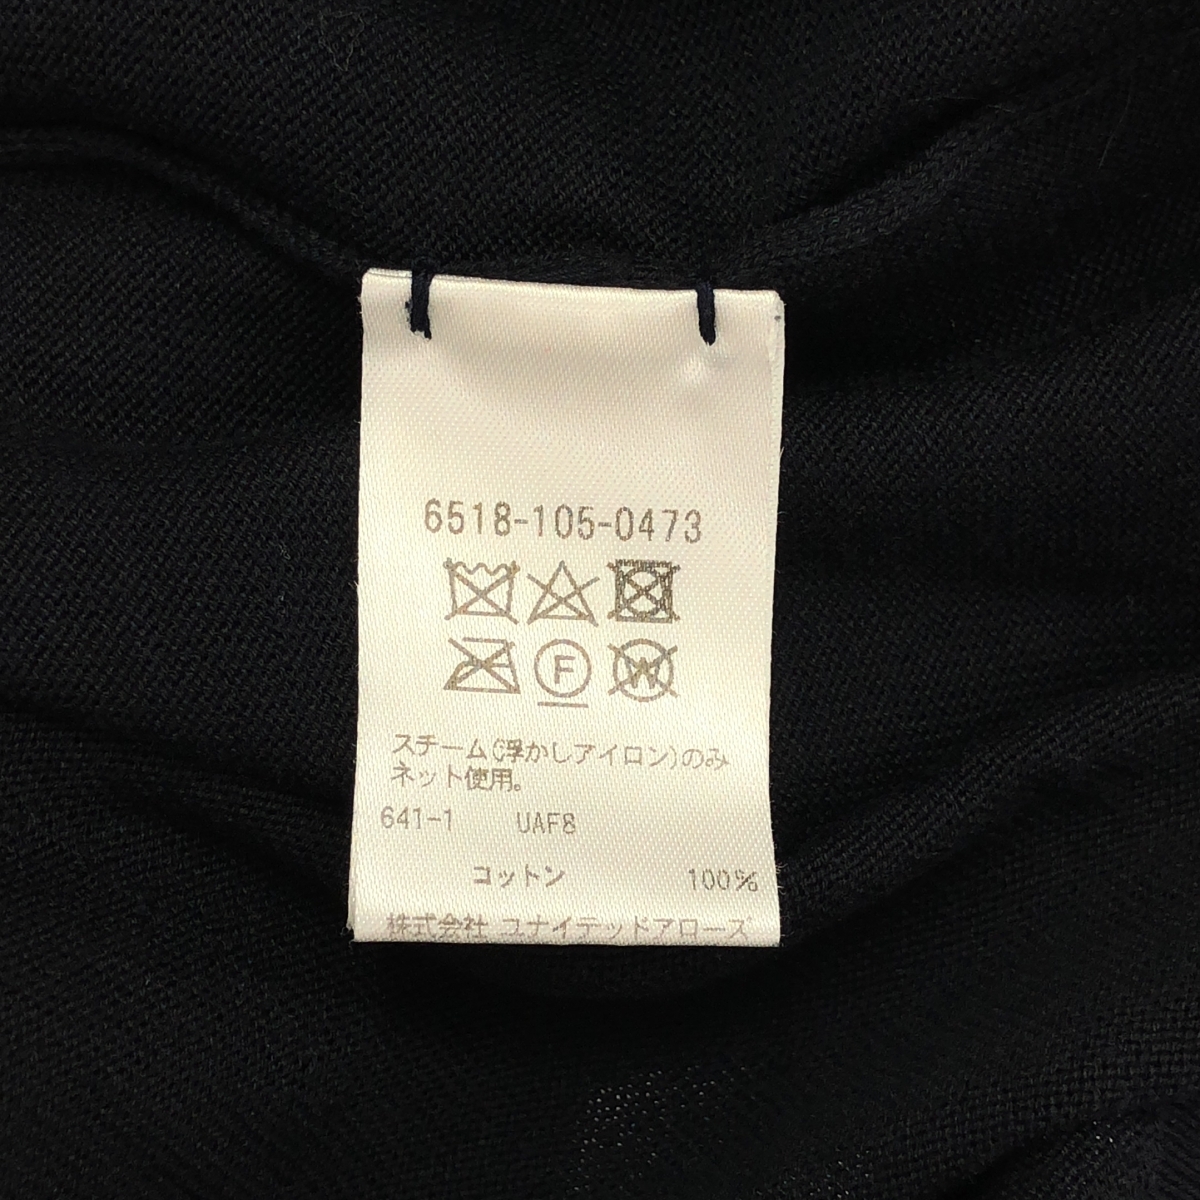 6518-105-0473
F
W
スチーム(浮かしアイロン)のみ
ネット使用。
641-1 UAF8
コットン 100%
株式会社 ユナイテッドアローズ